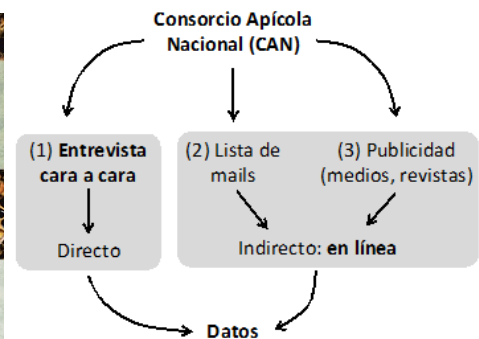 Consorcio Apícola
Nacional (CAN)
(1) Entrevista
cara a cara
Directo
(2) Lista de
mails
(3) Publicidad
(medios, revistas)
Indirecto: en línea
Datos